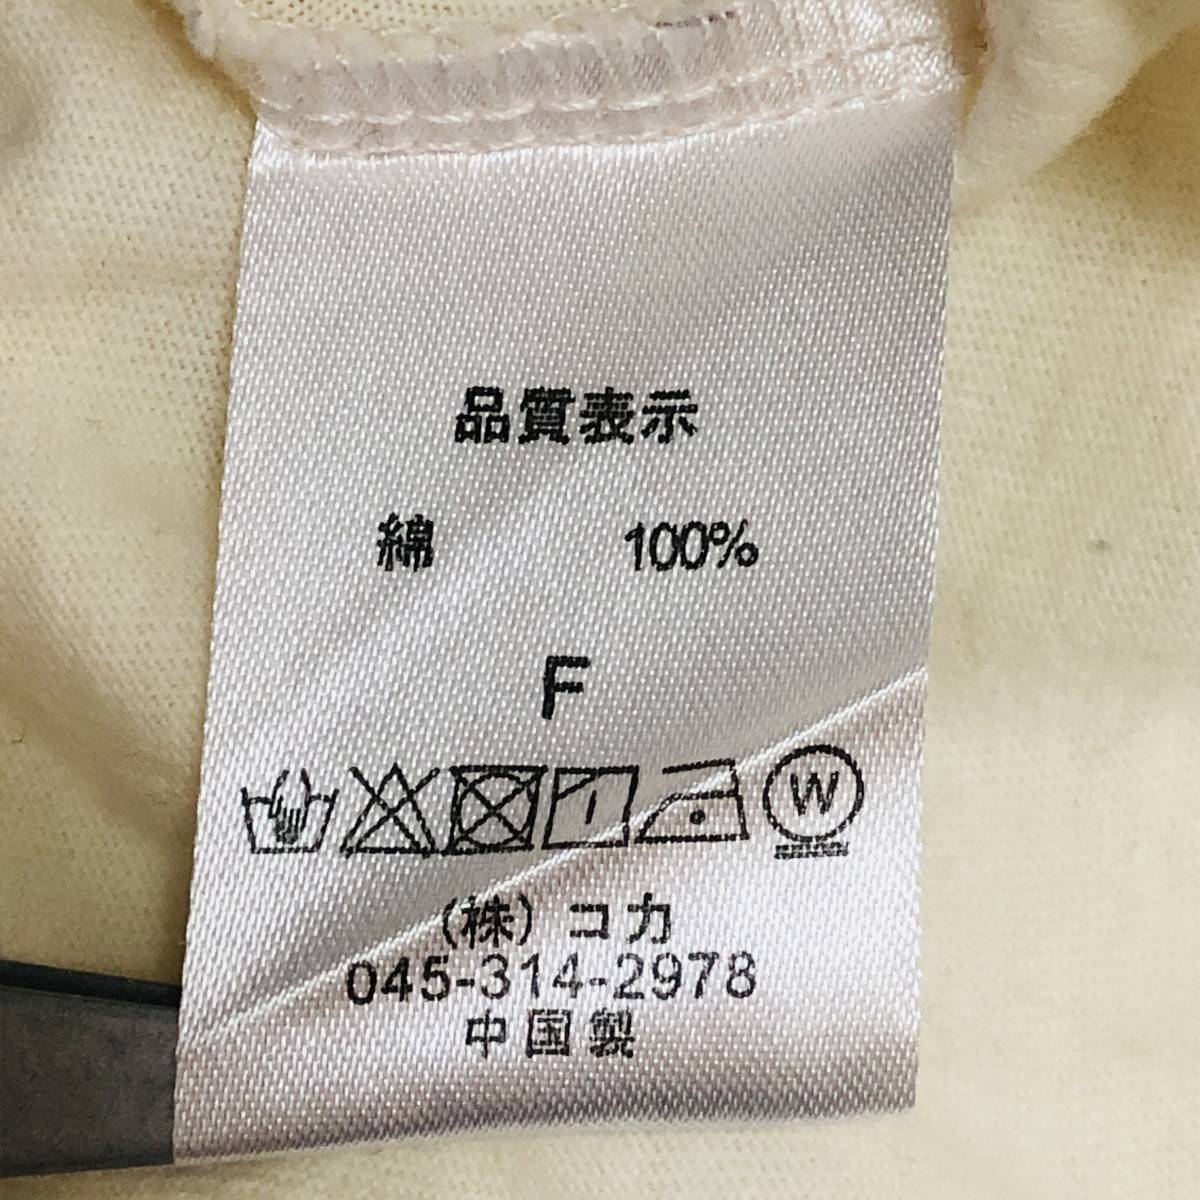 品質表示
綿 100%
F
W
(株) コカ
045-314-2978
中国製